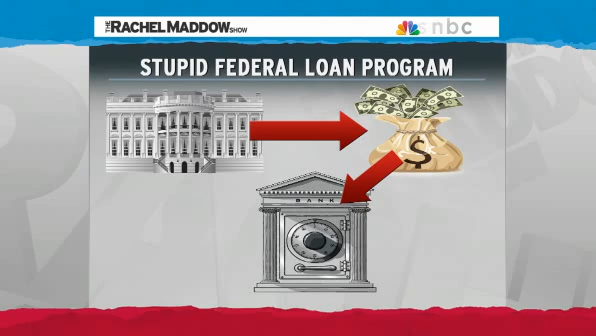 THE RACHEL MADDOW SHOW
msnbc
STUPID FEDERAL LOAN PROGRAM
$
BANK